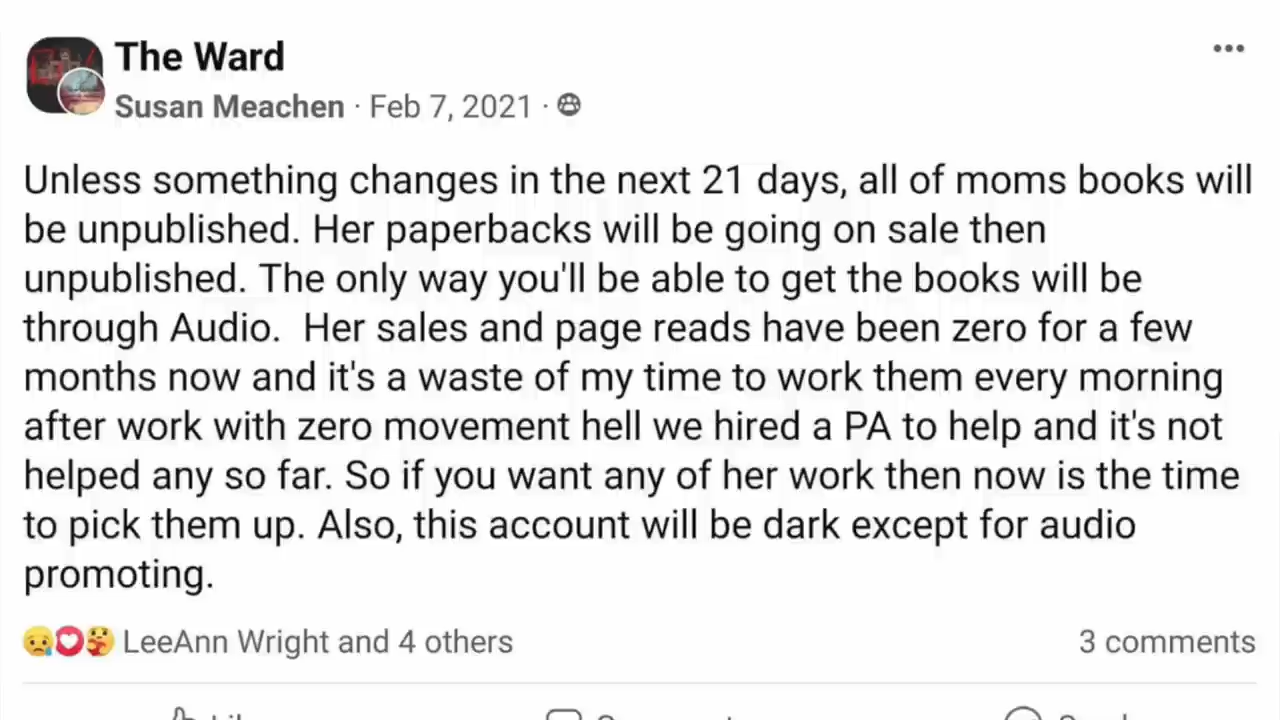 The Ward
Susan Meachen · Feb 7, 2021 ·
Unless something changes in the next 21 days, all of moms books will
be unpublished. Her paperbacks will be going on sale then
unpublished. The only way you'll be able to get the books will be
through Audio.  Her sales and page reads have been zero for a few
months now and it's a waste of my time to work them every morning
after work with zero movement hell we hired a PA to help and it's not
helped any so far. So if you want any of her work then now is the time
to pick them up. Also, this account will be dark except for audio
promoting.
LeeAnn Wright and 4 others
3 comments